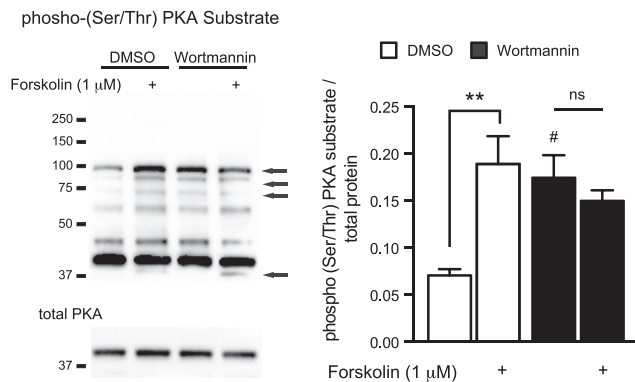 phosho-(Ser/Thr) PKA Substrate
DMSO Wortmannin
Forskolin (1 µM) + +
250
150
100
75
50
37
total PKA
37
DMSO Wortmannin
phospho (Ser/Thr) PKA substrate /
total protein
0.25
0.20
0.15
0.10
0.05
0.00
**
#
ns
Forskolin (1 µM) + +